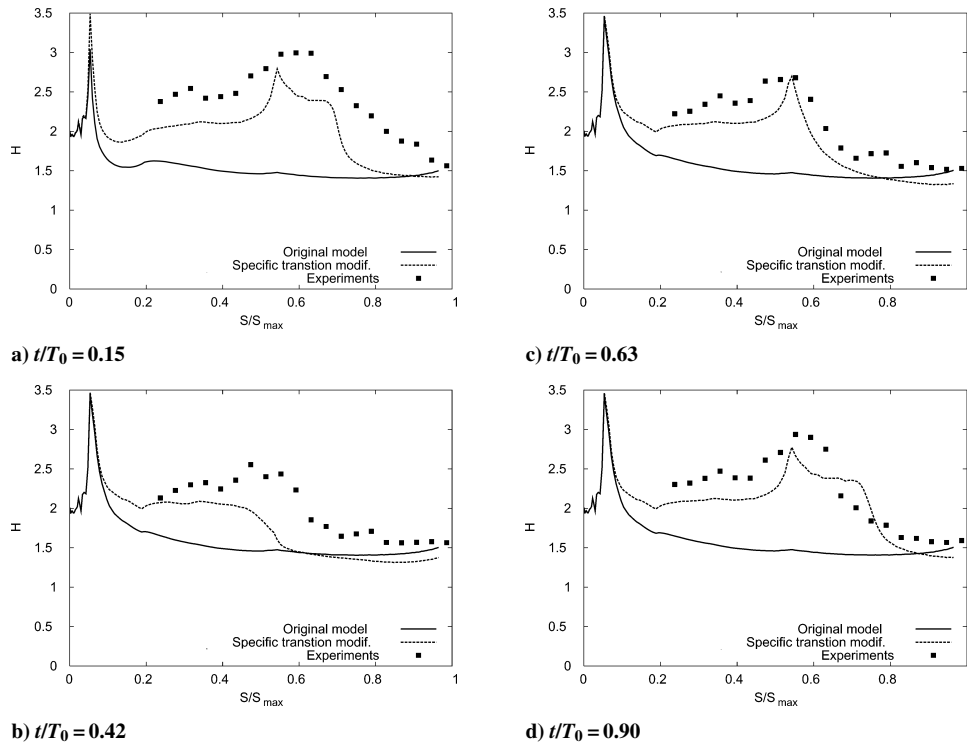 3.5
3
2.5
2
1.5
1
0.5
0
H
0 0.2 0.4 0.6 0.8 1
S/S max
Original model
Specific transtion modif.
Experiments
a) t/T0 = 0.15
3.5
3
2.5
2
1.5
1
0.5
0
H
0 0.2 0.4 0.6 0.8 1
S/S max
Original model
Specific transtion modif.
Experiments
b) t/T0 = 0.42
3.5
3
2.5
2
1.5
1
0.5
0
H
0 0.2 0.4 0.6 0.8
S/S max
Original model
Specific transtion modif.
Experiments
c) t/T0 = 0.63
3.5
3
2.5
2
1.5
1
0.5
0
H
0 0.2 0.4 0.6 0.8
S/S max
Original model
Specific transtion modif.
Experiments
d) t/T0 = 0.90